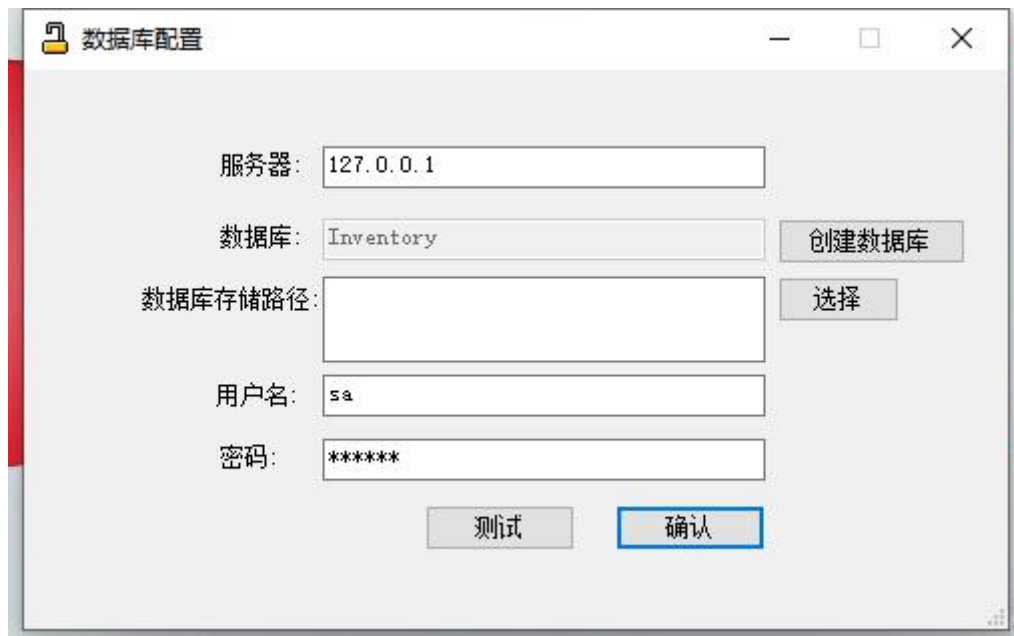 数据库配置
服务器: 127.0.0.1
数据库: Inventory 创建数据库
数据库存储路径: 选择
用户名: sa
密码: ******
测试 确认